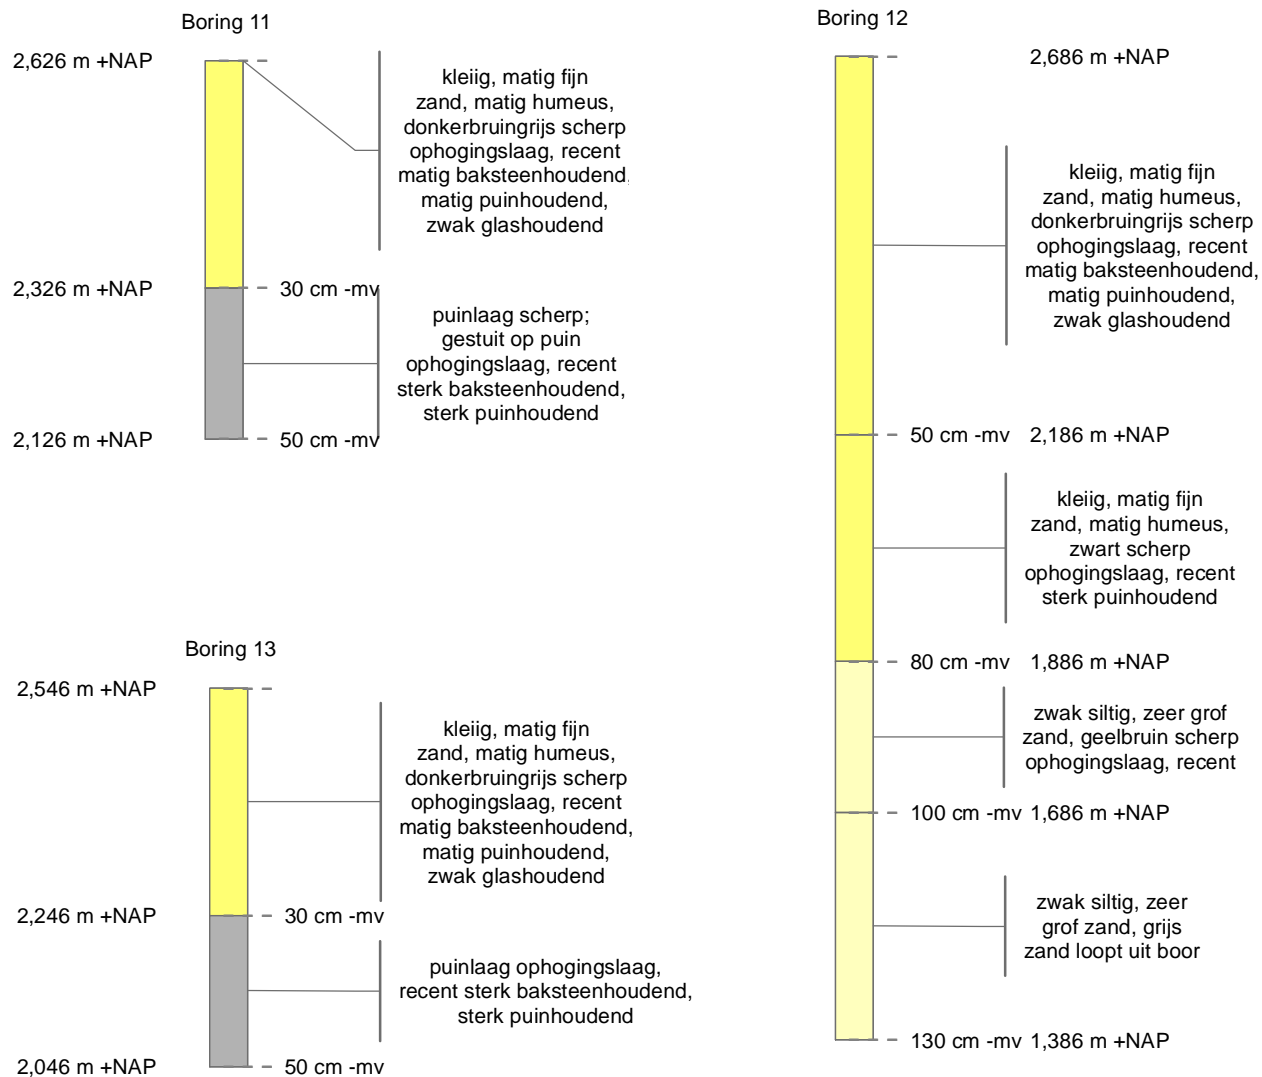 Boring 11
2,626 m +NAP
kleiig, matig fijn
zand, matig humeus,
donkerbruingrijs scherp
ophogingslaag, recent
matig baksteenhoudend,
matig puinhoudend,
zwak glashoudend
2,326 m +NAP
30 cm -mv
puinlaag scherp;
gestuit op puin
ophogingslaag, recent
sterk baksteenhoudend,
sterk puinhoudend
2,126 m +NAP
50 cm -mv
Boring 12
2,686 m +NAP
kleiig, matig fijn
zand, matig humeus,
donkerbruingrijs scherp
ophogingslaag, recent
matig baksteenhoudend,
matig puinhoudend,
zwak glashoudend
50 cm -mv 2,186 m +NAP
kleiig, matig fijn
zand, matig humeus,
zwart scherp
ophogingslaag, recent
sterk puinhoudend
80 cm -mv 1,886 m +NAP
zwak siltig, zeer grof
zand, geelbruin scherp
ophogingslaag, recent
100 cm -mv 1,686 m +NAP
zwak siltig, zeer
grof zand, grijs
zand loopt uit boor
130 cm -mv 1,386 m +NAP
Boring 13
2,546 m +NAP
kleiig, matig fijn
zand, matig humeus,
donkerbruingrijs scherp
ophogingslaag, recent
matig baksteenhoudend,
matig puinhoudend,
zwak glashoudend
2,246 m +NAP
30 cm -mv
puinlaag ophogingslaag,
recent sterk baksteenhoudend,
sterk puinhoudend
2,046 m +NAP
50 cm -mv